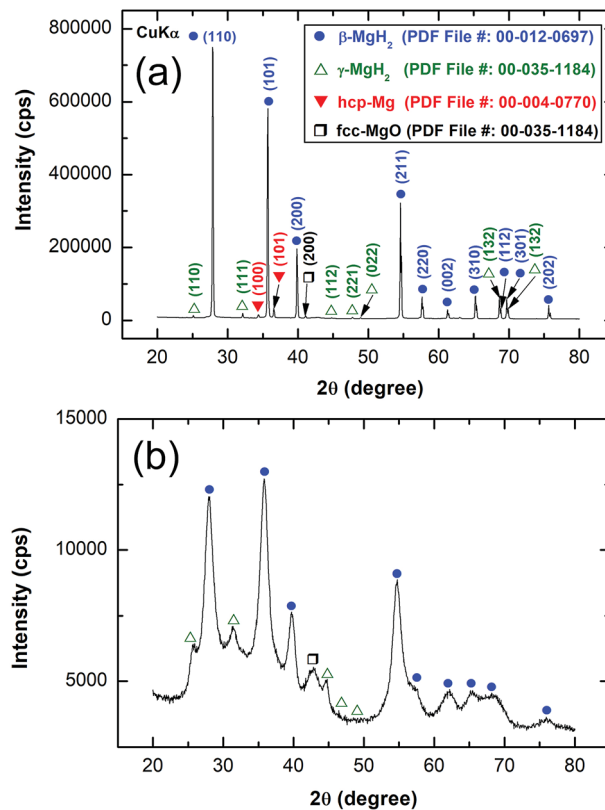 CuKα
(a)
● β-MgH₂ (PDF File #: 00-012-0697)
△ γ-MgH₂ (PDF File #: 00-035-1184)
▼ hcp-Mg (PDF File #: 00-004-0770)
fcc-MgO (PDF File #: 00-035-1184)
(110)
(101)
(200)
(211)
(110)
(111)
(100)
(101)
(200)
(112)
(221)
(022)
(220)
(002)
(310)
(132)
(112)
(301)
(132)
(202)
Intensity (cps)
800000
600000
400000
200000
0
20 30 40 50 60 70 80
2θ (degree)
(b)
Intensity (cps)
15000
10000
5000
20 30 40 50 60 70 80
2θ (degree)